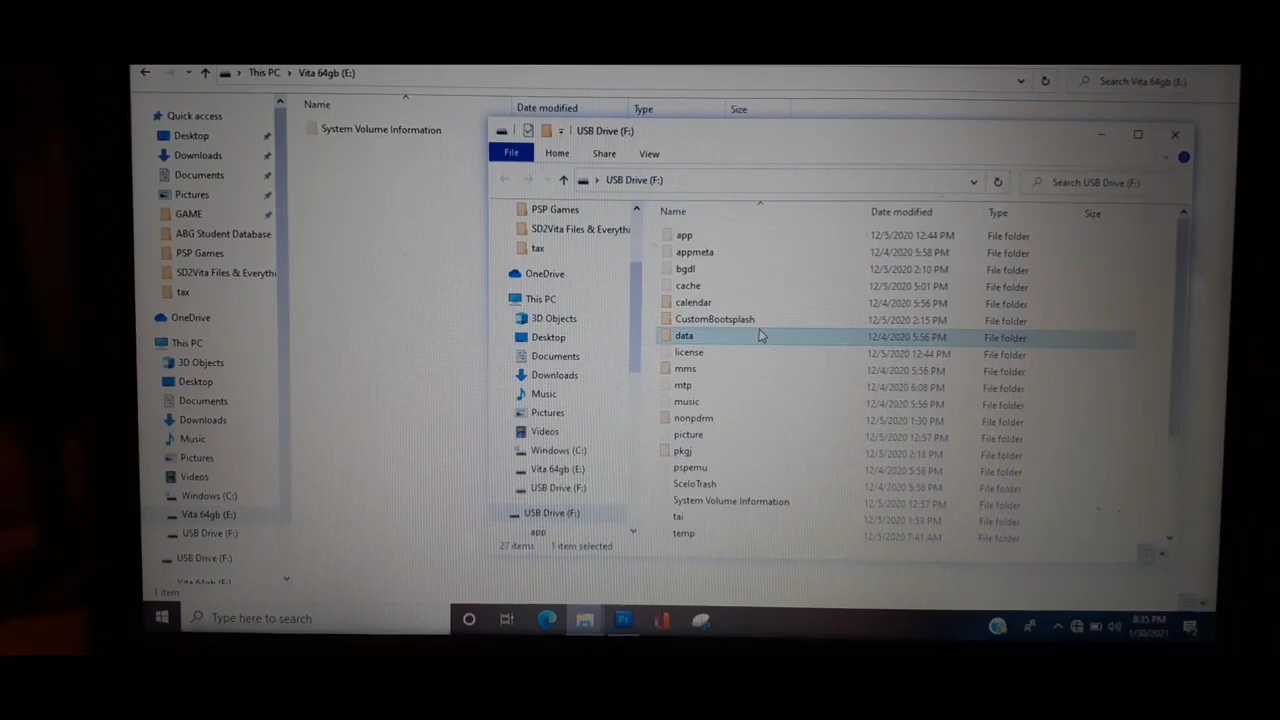 This PC > Vita 64gb (E:)
Search Vita 64gb (E:)
Quick access
Desktop
Downloads
Documents
Pictures
GAME
ABG Student Database
PSP Games
SD2Vita Files & Everythi
tax
OneDrive
This PC
3D Objects
Desktop
Documents
Downloads
Music
Pictures
Videos
Windows (C:)
Vita 64gb (E:)
USB Drive (F:)
USB Drive (F:)
Vita 64gb (E:)
1 item
Name
Date modified
Type
Size
System Volume Information
USB Drive (F:)
File
Home
Share
View
USB Drive (F:)
Search USB Drive (F:)
PSP Games
SD2Vita Files & Everythi
tax
OneDrive
This PC
3D Objects
Desktop
Documents
Downloads
Music
Pictures
Videos
Windows (C:)
Vita 64gb (E:)
USB Drive (F:)
USB Drive (F:)
app
Name Date modified Type Size
app 12/5/2020 12:44 PM File folder
appmeta 12/4/2020 5:58 PM File folder
bgdl 12/5/2020 2:10 PM File folder
cache 12/5/2020 5:01 PM File folder
calendar 12/4/2020 5:56 PM File folder
CustomBootsplash 12/5/2020 2:15 PM File folder
data 12/4/2020 5:56 PM File folder
license 12/5/2020 12:44 PM File folder
mms 12/4/2020 5:56 PM File folder
mtp 12/4/2020 6:08 PM File folder
music 12/4/2020 5:56 PM File folder
nonpdrm 12/5/2020 1:30 PM File folder
picture 12/5/2020 12:57 PM File folder
pkgj 12/5/2020 2:18 PM File folder
pspemu 12/4/2020 5:56 PM File folder
SceIoTrash 12/4/2020 5:56 PM File folder
System Volume Information 12/5/2020 12:57 PM File folder
tai 12/5/2020 1:59 PM File folder
temp 12/5/2020 7:41 AM File folder
27 items 1 item selected
Type here to search
Ps
8:35 PM
1/30/2021